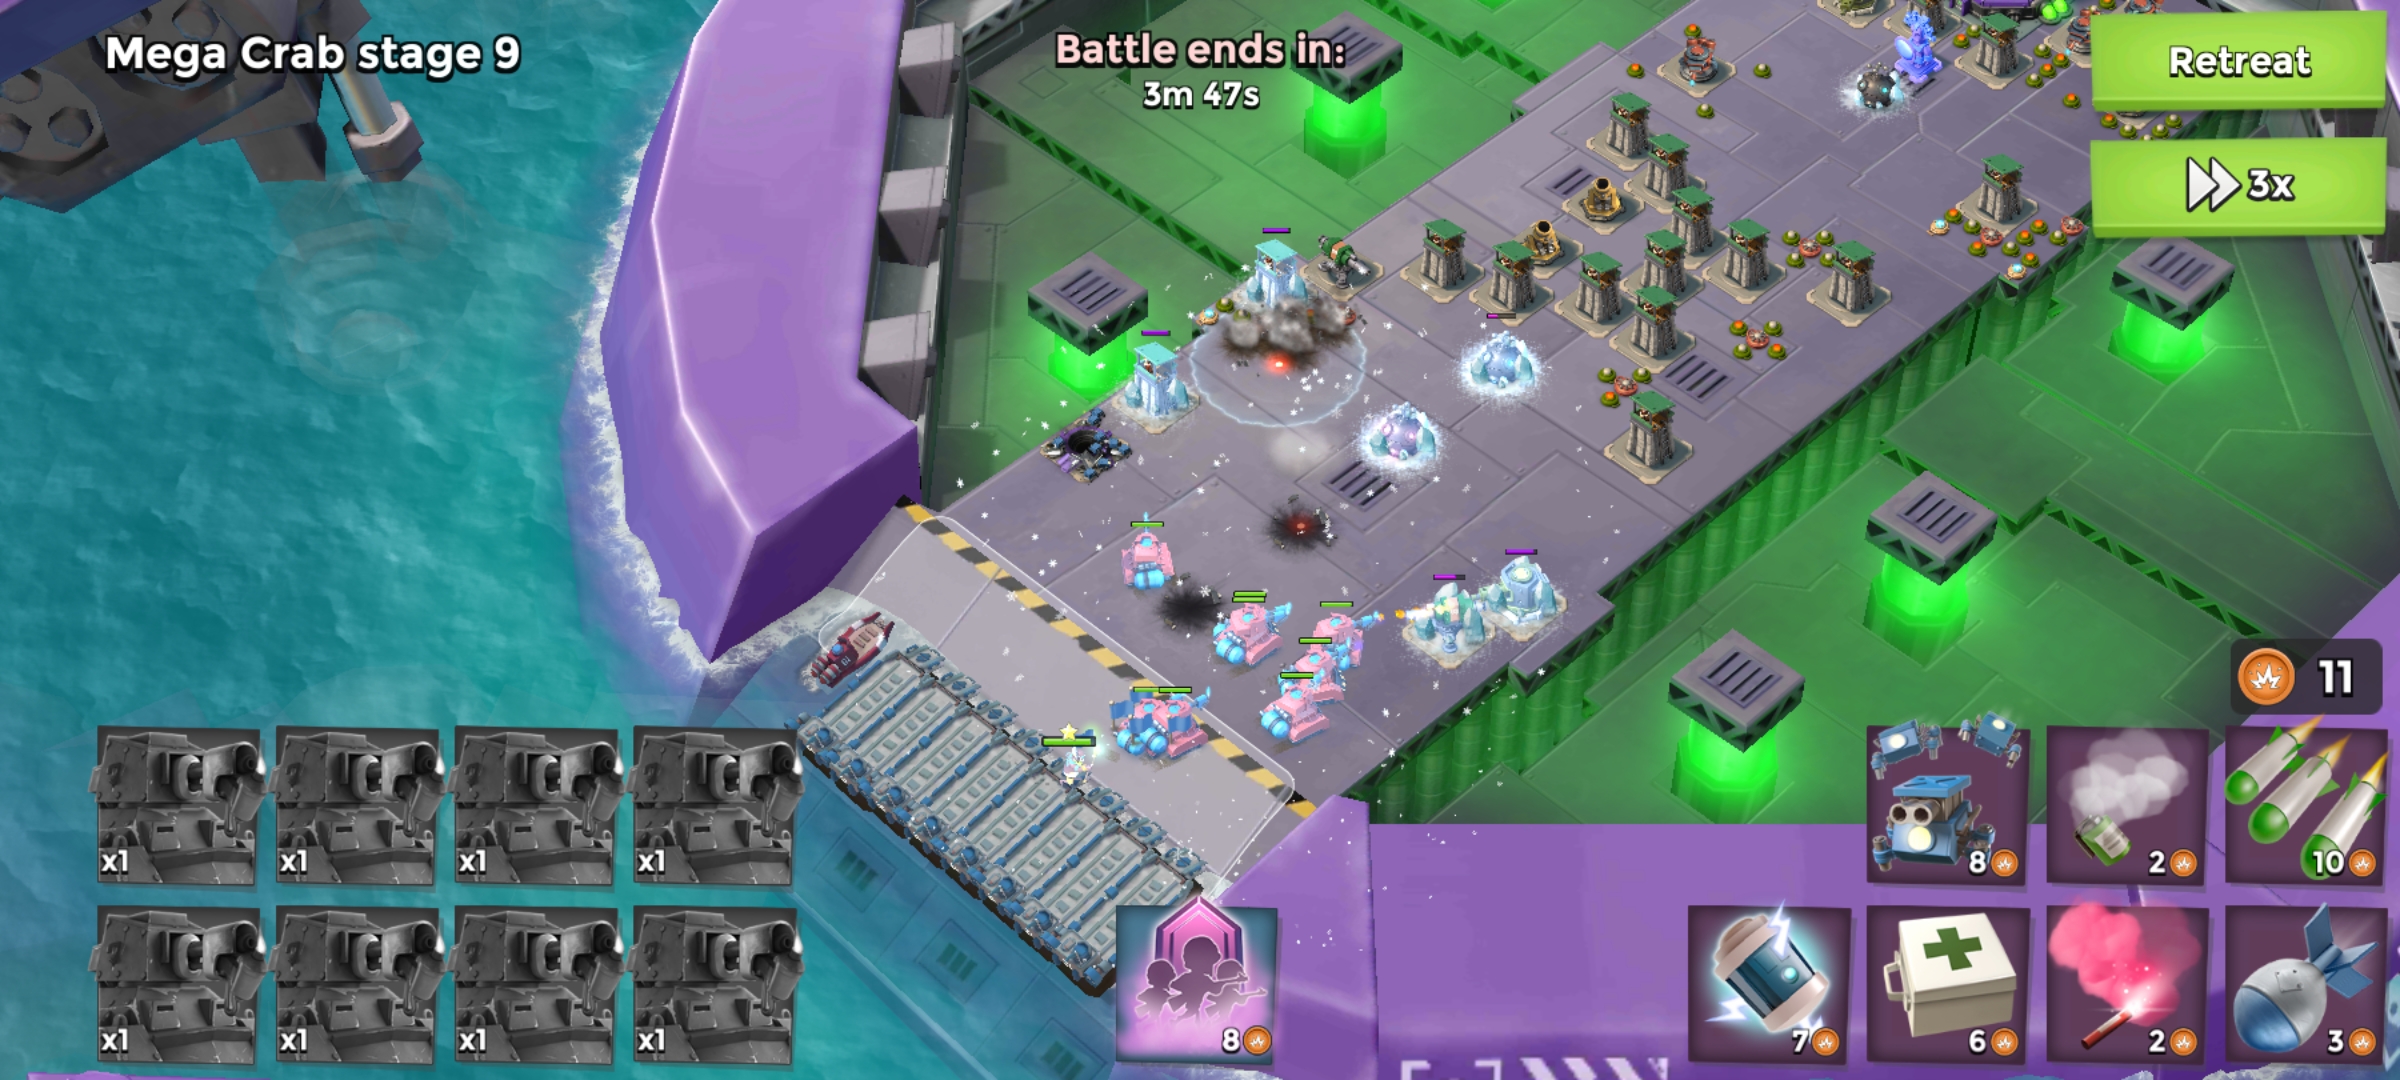 Mega Crab stage 9
Battle ends in:
3m 47s
Retreat
3x
11
x1
x1
x1
x1
8
2
10
x1
x1
x1
x1
8
7
6
2
3